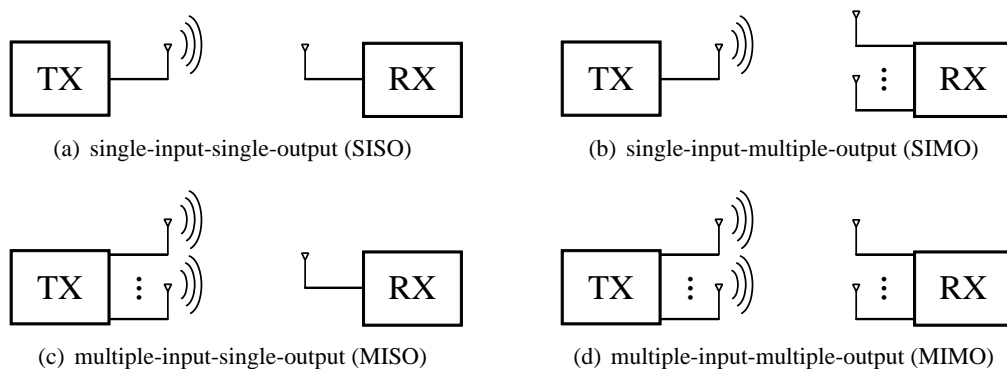 TX
RX
(a) single-input-single-output (SISO)
TX
RX
(b) single-input-multiple-output (SIMO)
TX
RX
(c) multiple-input-single-output (MISO)
TX
RX
(d) multiple-input-multiple-output (MIMO)